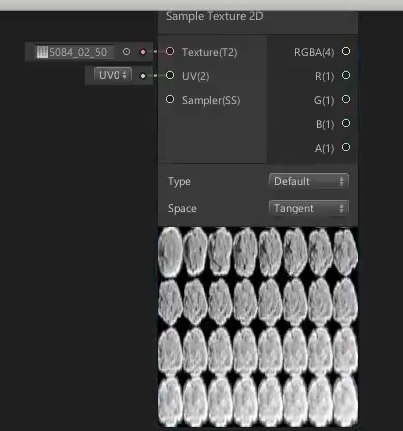 Sample Texture 2D
5084_02_50
Texture(T2)
RGBA(4)
UV0
UV(2)
R(1)
Sampler(SS)
G(1)
B(1)
A(1)
Type
Default
Space
Tangent